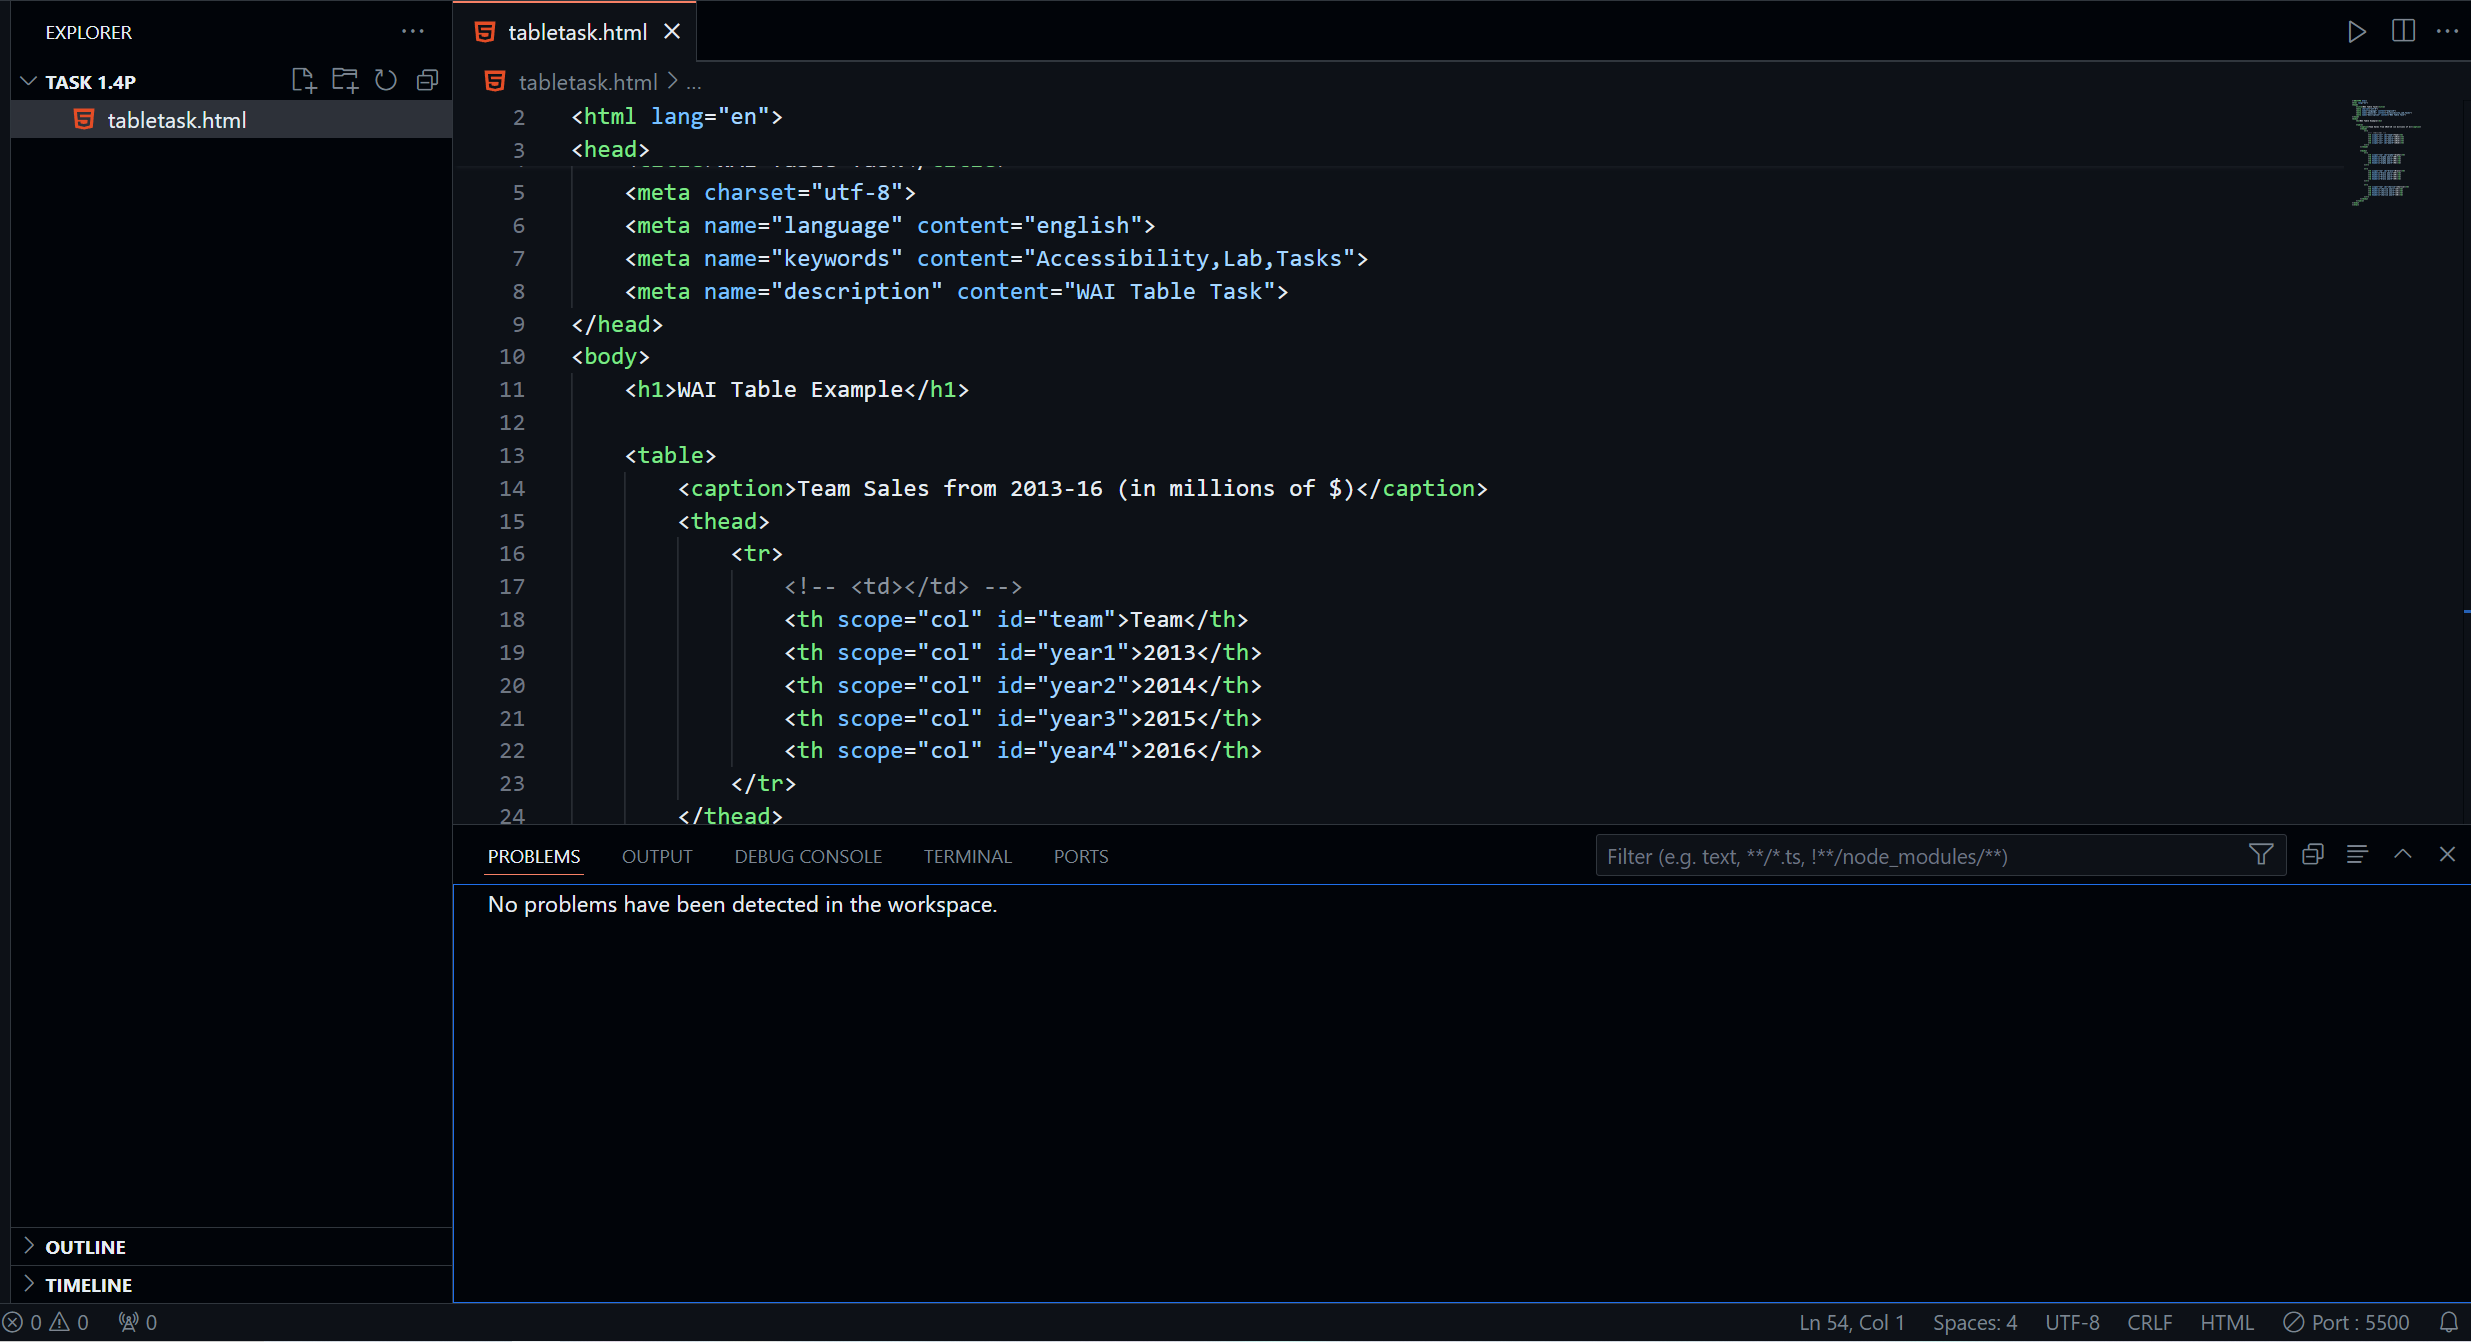 EXPLORER
TASK 1.4P
tabletask.html
OUTLINE
TIMELINE
tabletask.html
tabletask.html > ...
2 <html lang="en">
3 <head>
5 <meta charset="utf-8">
6 <meta name="language" content="english">
7 <meta name="keywords" content="Accessibility,Lab,Tasks">
8 <meta name="description" content="WAI Table Task">
9 </head>
10 <body>
11 <h1>WAI Table Example</h1>
12
13 <table>
14 <caption>Team Sales from 2013-16 (in millions of $)</caption>
15 <thead>
16 <tr>
17 <!-- <td></td> -->
18 <th scope="col" id="team">Team</th>
19 <th scope="col" id="year1">2013</th>
20 <th scope="col" id="year2">2014</th>
21 <th scope="col" id="year3">2015</th>
22 <th scope="col" id="year4">2016</th>
23 </tr>
24 </thead>
PROBLEMS OUTPUT DEBUG CONSOLE TERMINAL PORTS Filter (e.g. text, **/*.ts, !**/node_modules/**)
No problems have been detected in the workspace.
0 0 0 Ln 54, Col 1 Spaces: 4 UTF-8 CRLF HTML Port : 5500